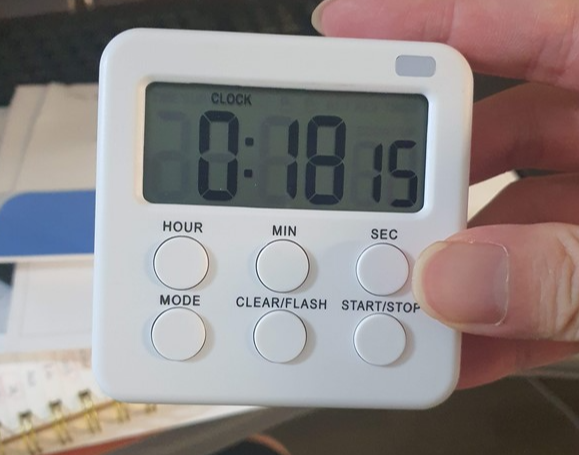 CLOCK
0:18 15
HOUR MIN SEC
MODE CLEAR/FLASH START/STOP